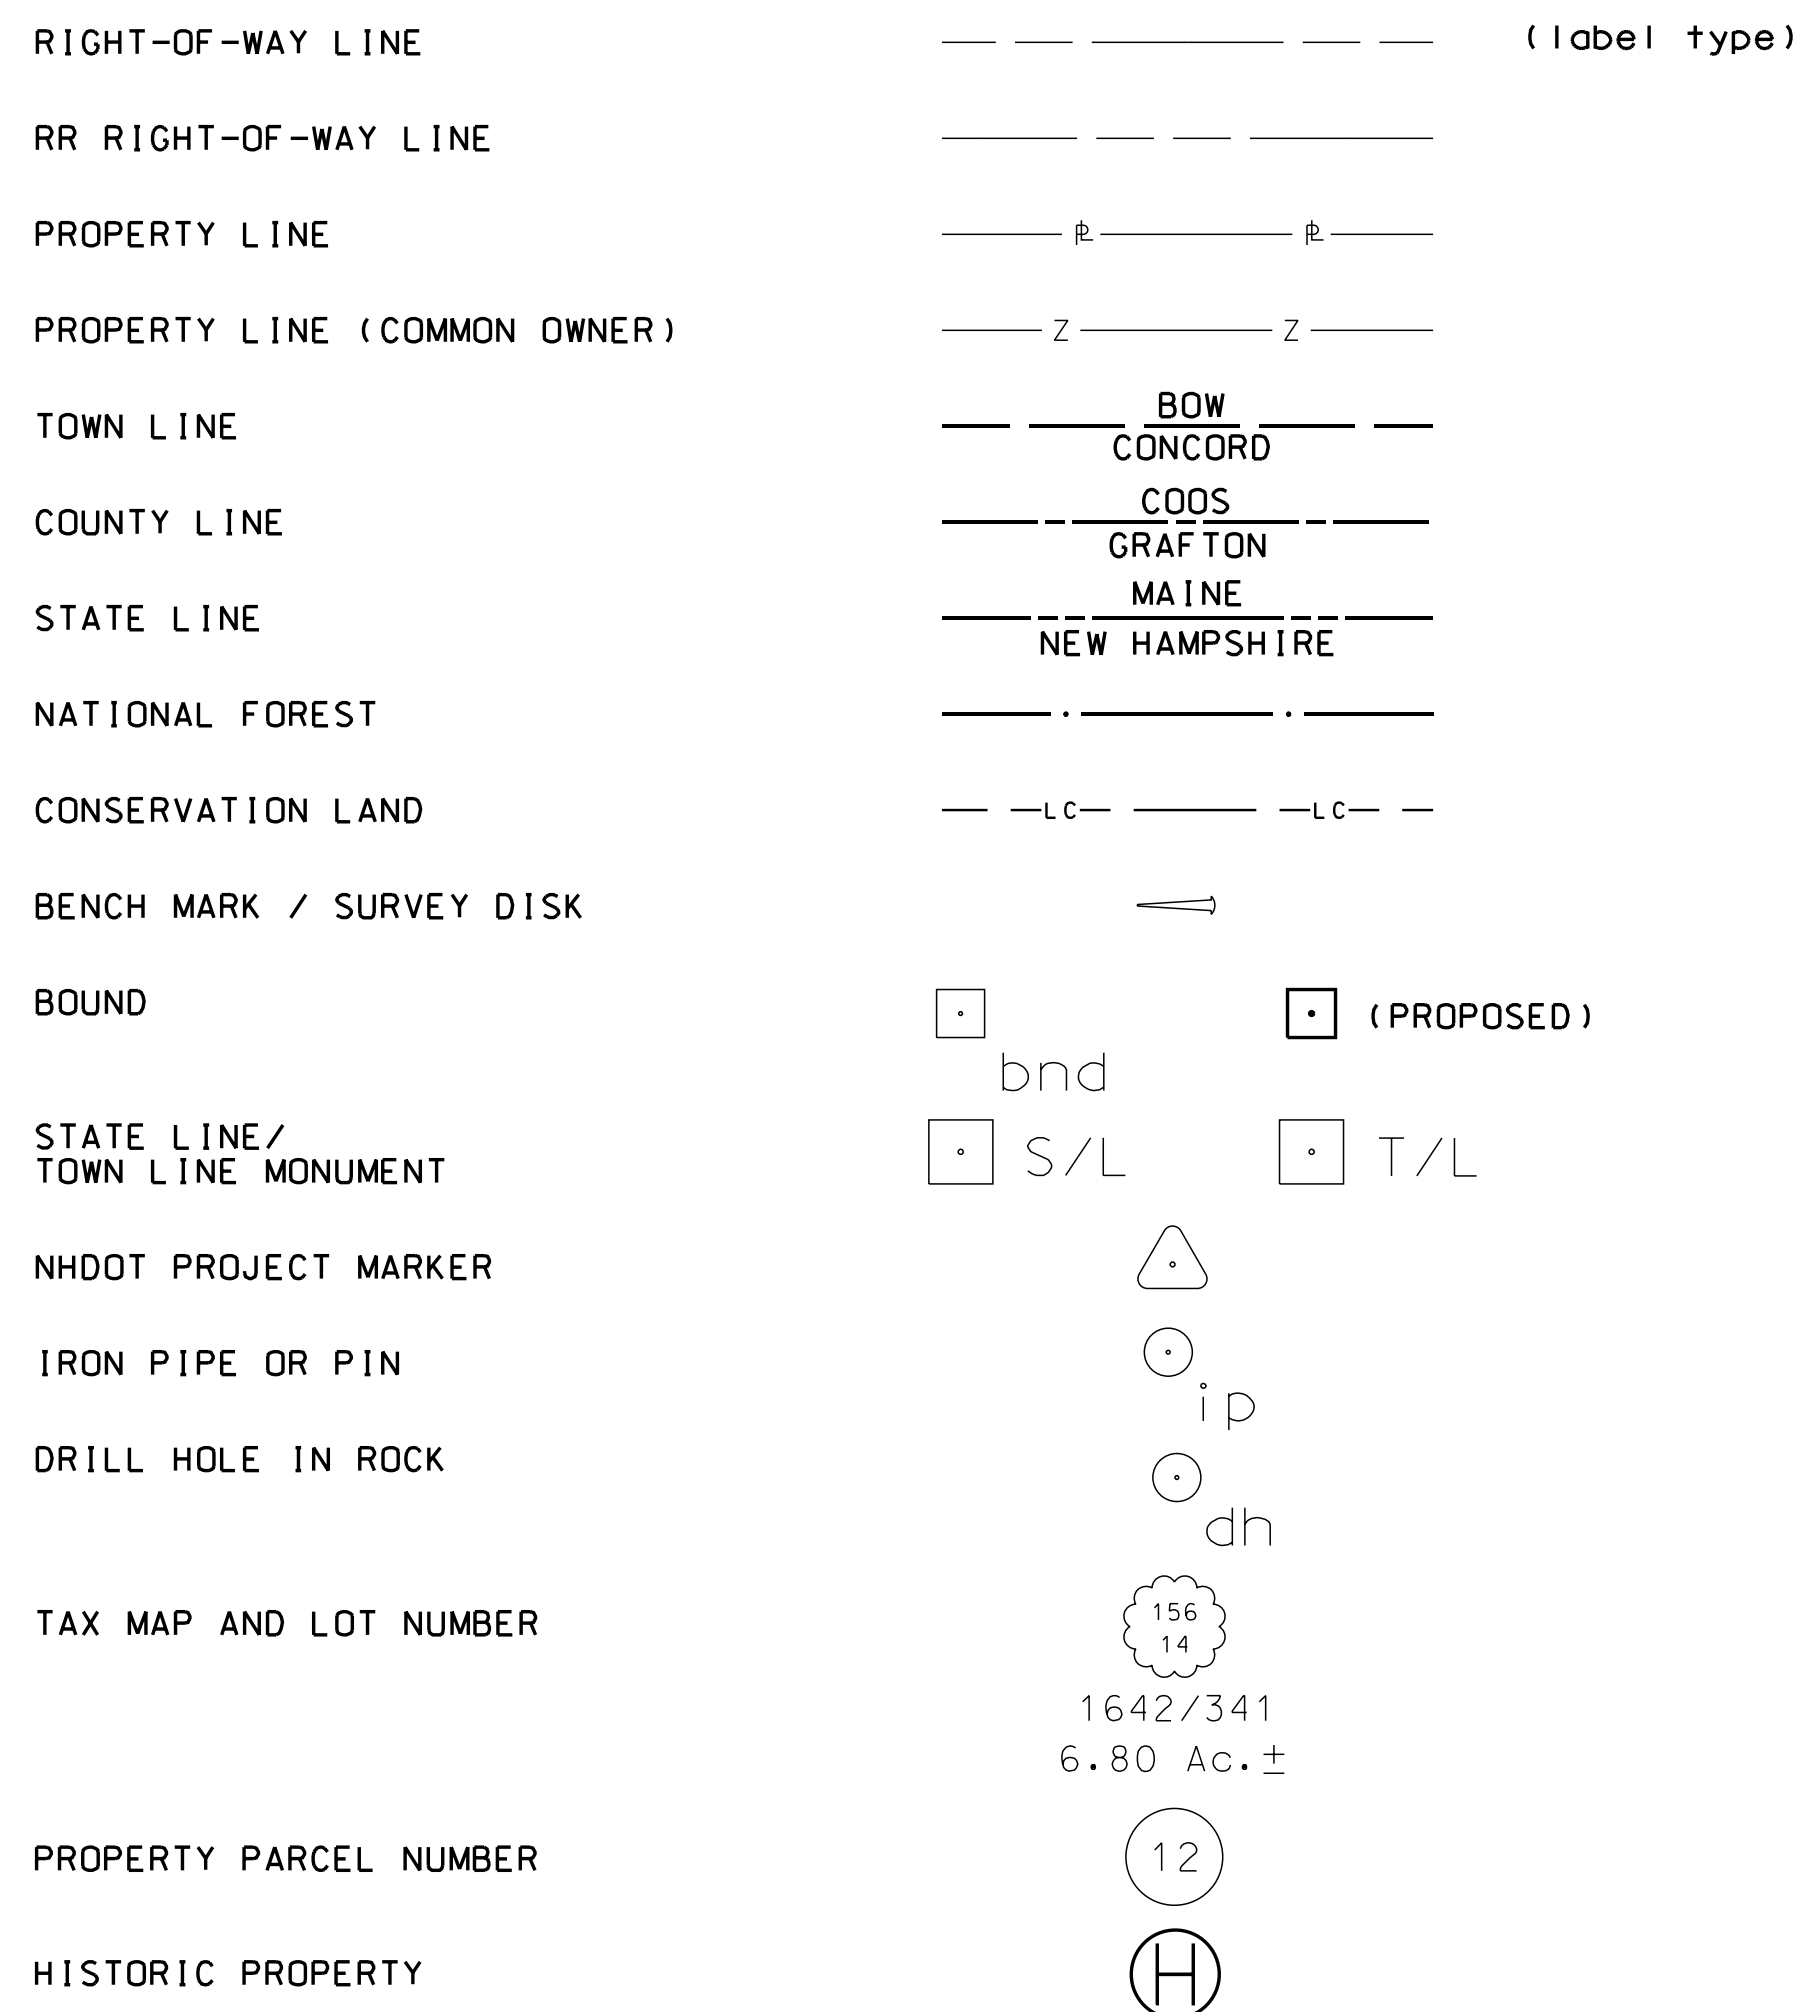 RIGHT-OF-WAY LINE (label type)
RR RIGHT-OF-WAY LINE
PROPERTY LINE PL PL
PROPERTY LINE (COMMON OWNER) Z Z
BOW
TOWN LINE
CONCORD
COOS
COUNTY LINE
GRAFTON
MAINE
STATE LINE
NEW HAMPSHIRE
NATIONAL FOREST
CONSERVATION LAND LC LC
BENCH MARK / SURVEY DISK
BOUND (PROPOSED)
bnd
STATE LINE/
TOWN LINE MONUMENT S/L T/L
NHDOT PROJECT MARKER
IRON PIPE OR PIN
ip
DRILL HOLE IN ROCK
dh
TAX MAP AND LOT NUMBER
156
14
1642/341
6.80 Ac.±
PROPERTY PARCEL NUMBER 12
HISTORIC PROPERTY H